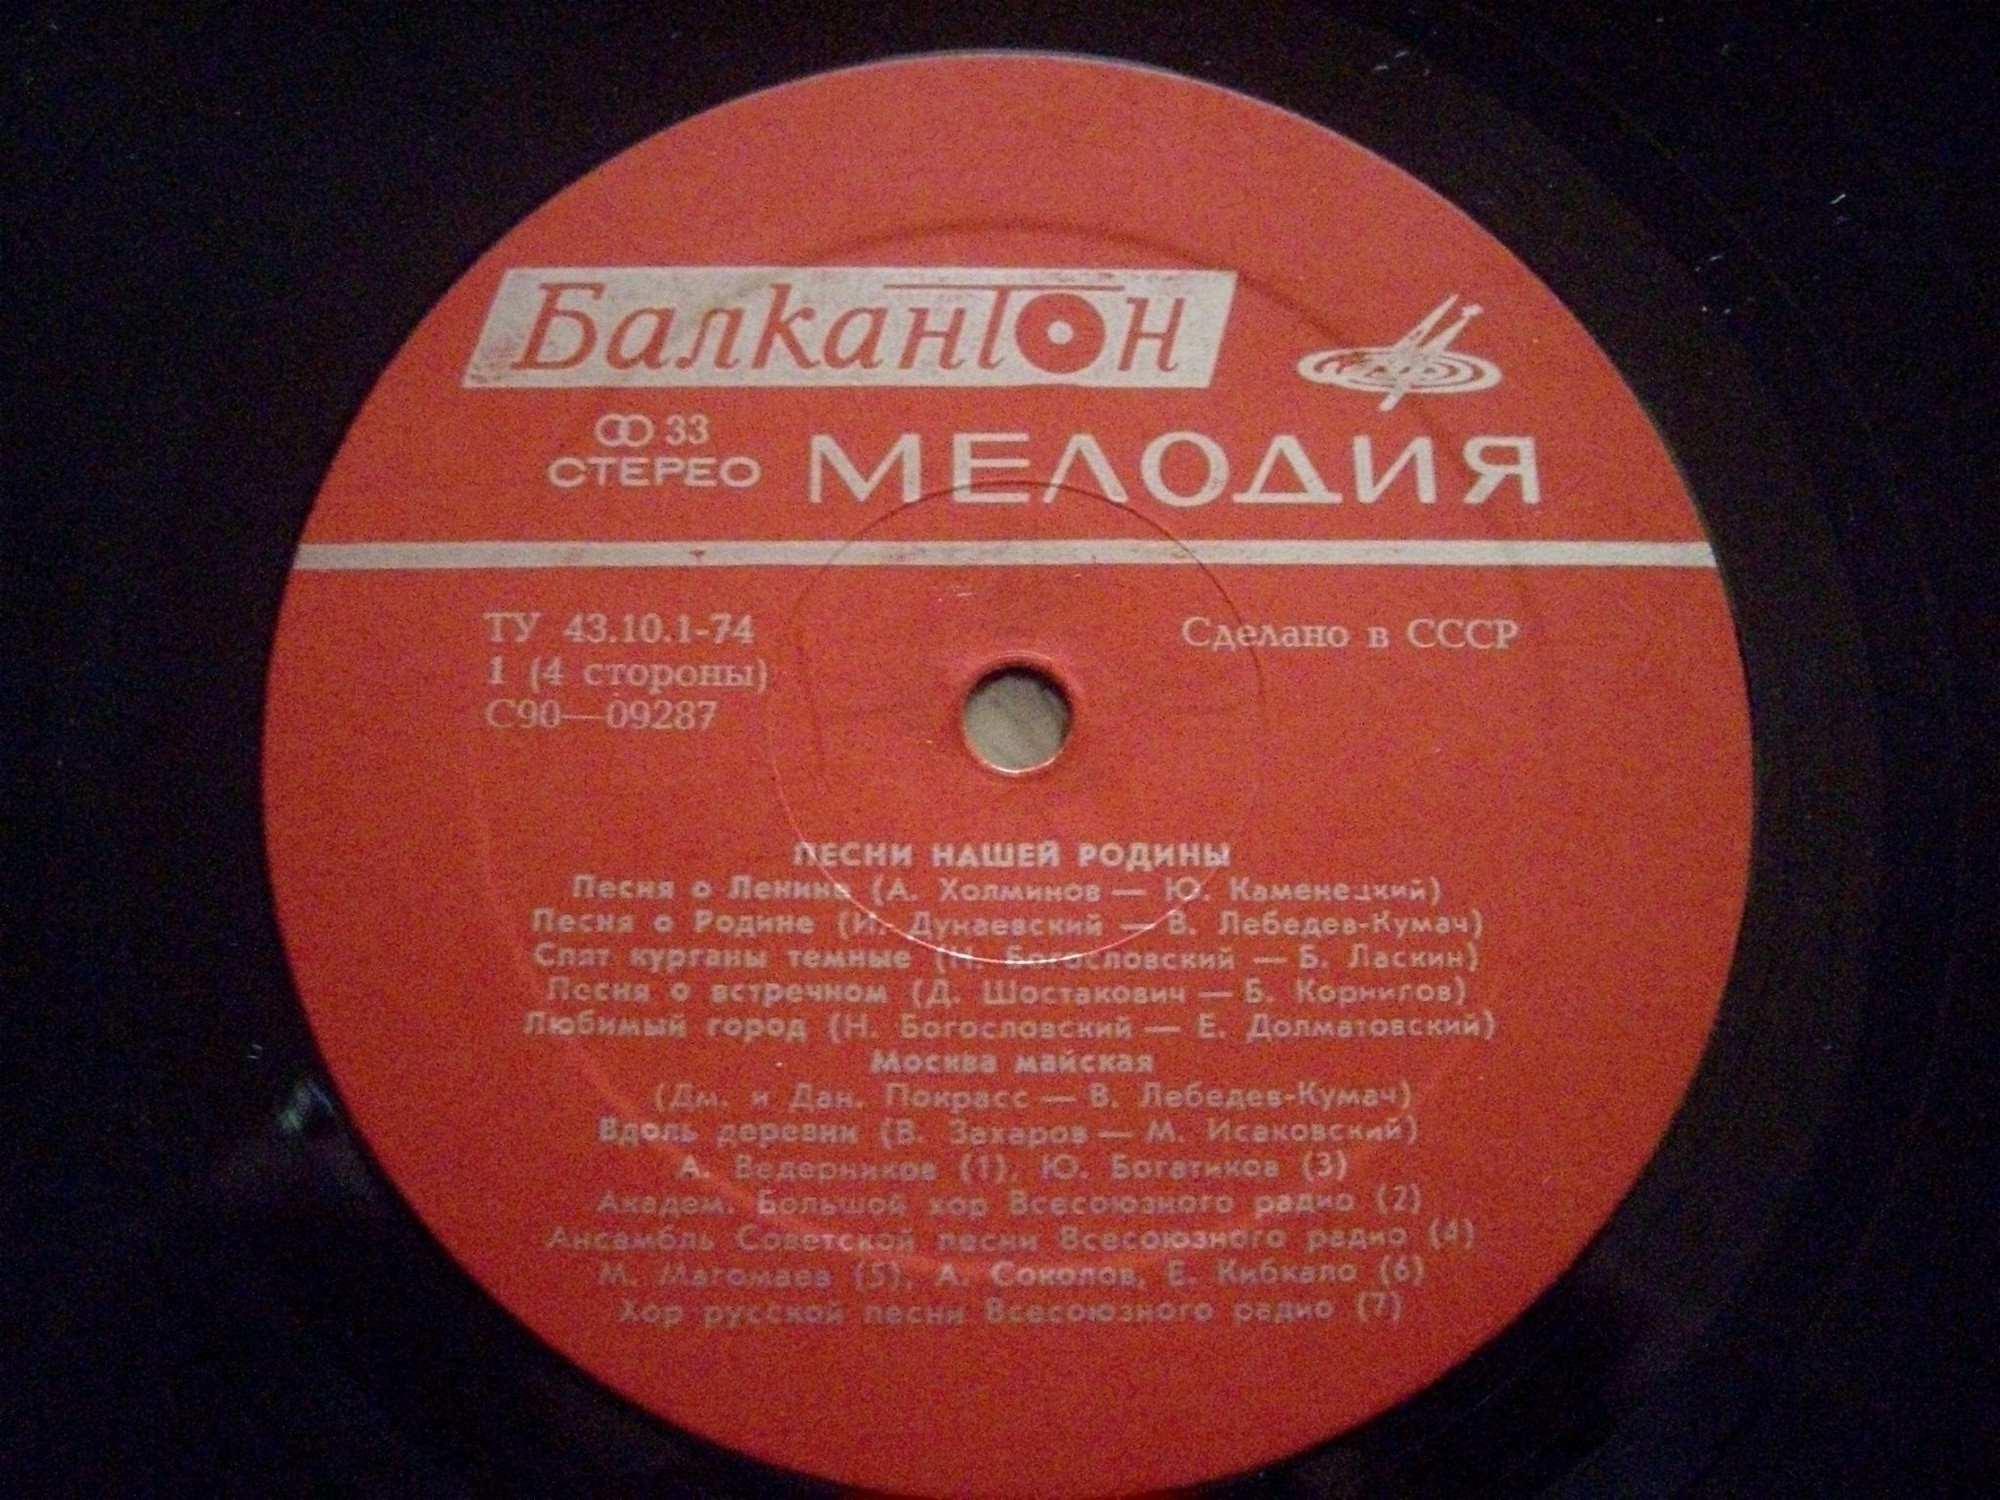 Балкантон
33
СТЕРЕО
МЕЛОДИЯ
ТУ 43.10.1-74
1 (4 стороны)
С90—09287
Сделано в СССР
ПЕСНИ НАШЕЙ РОДИНЫ
Песня о Ленине (А. Холминов — Ю. Каменецкий)
Песня о Родине (И. Дунаевский — В. Лебедев-Кумач)
Спят курганы темные (Н. Богословский — Б. Ласкин)
Песня о встречном (Д. Шостакович — Б. Корнигов)
Любимый город (Н. Богословский — Е. Долматовский)
Москва майская
(Дм. и Дан. Покрасс — В. Лебедев-Кумач)
Вдоль деревни (В. Захаров — М. Исаковский)
А. Ведерников (1), Ю. Богатиков (3)
Академ. Большой хор Всесоюзного радио (2)
Ансамбль Советской песни Всесоюзного радио (4)
М. Магомаев (5), А. Соколов, Е. Кибкало (6)
Хор русской песни Всесоюзного радио (7)